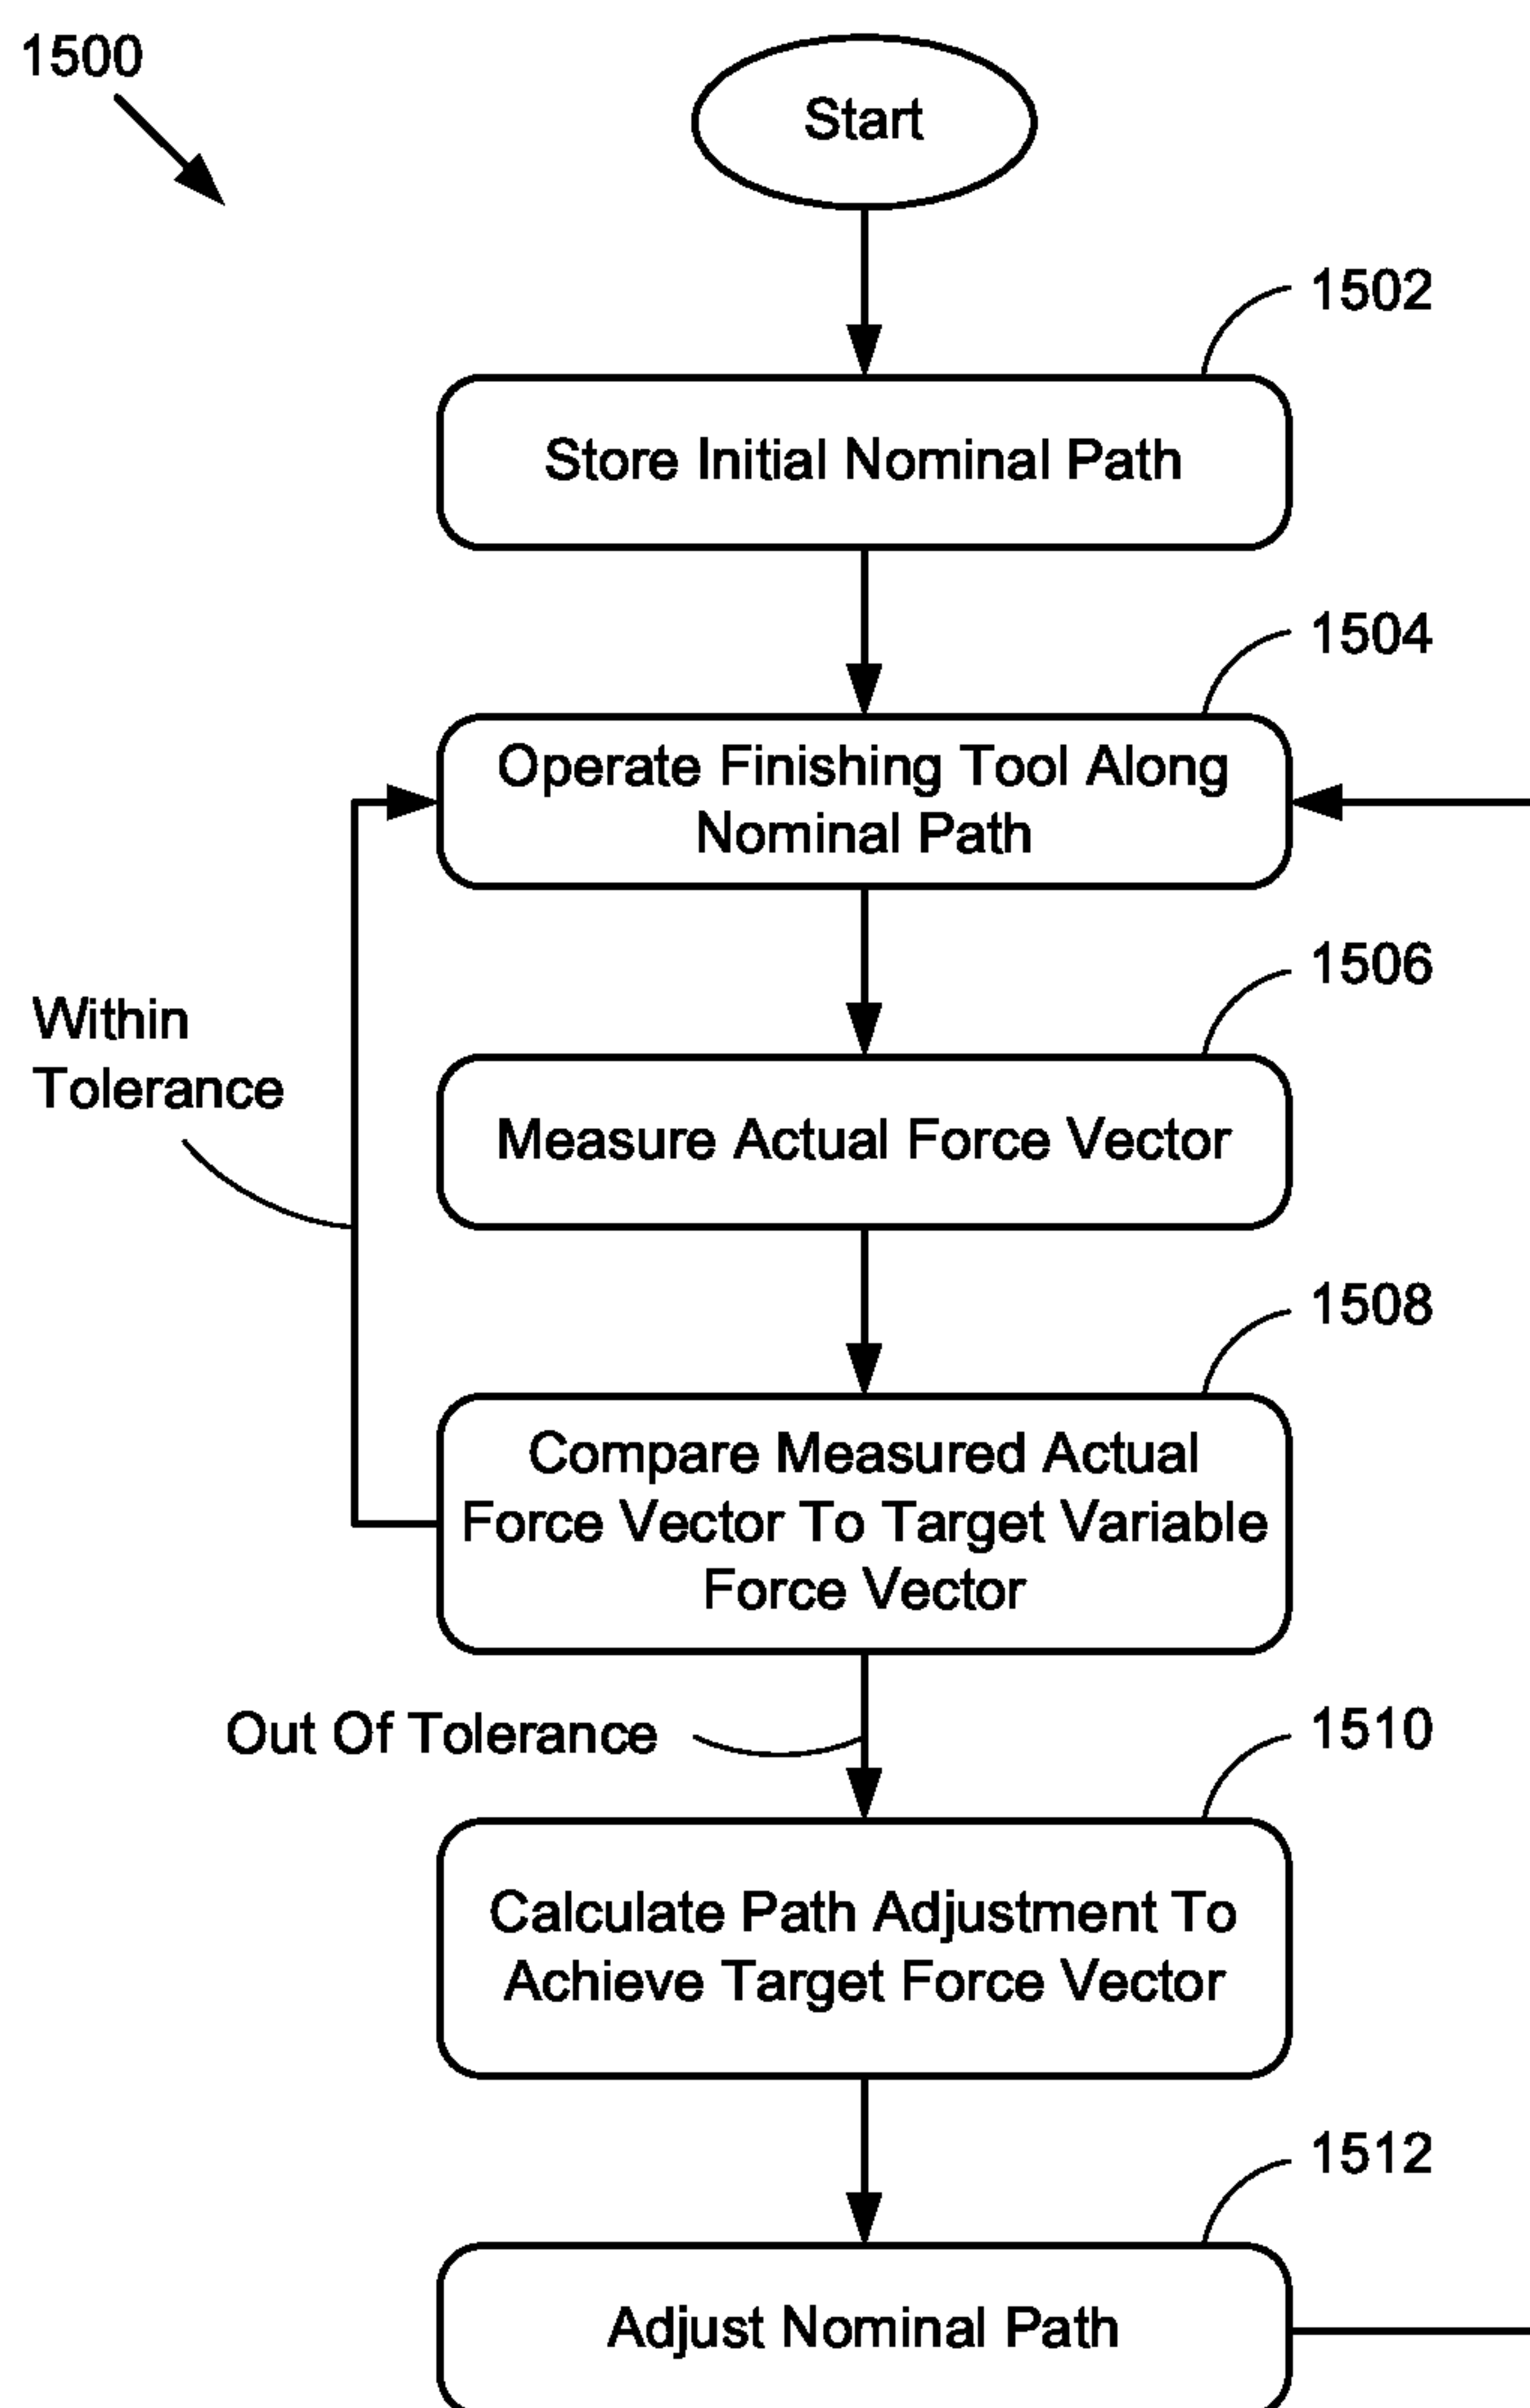 1500
Start
1502
Store Initial Nominal Path
1504
Operate Finishing Tool Along
Nominal Path
1506
Within
Tolerance
Measure Actual Force Vector
1508
Compare Measured Actual
Force Vector To Target Variable
Force Vector
Out Of Tolerance
1510
Calculate Path Adjustment To
Achieve Target Force Vector
1512
Adjust Nominal Path